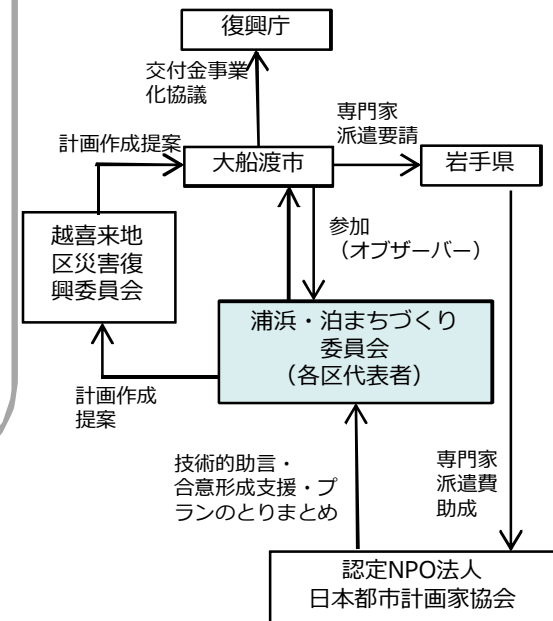 復興庁
交付金事業
化協議
専門家
派遣要請
計画作成提案
大船渡市
岩手県
越喜来地
区災害復
興委員会
参加
（オブザーバー）
浦浜・泊まちづくり
委員会
（各区代表者）
計画作成
提案
技術的助言・
合意形成支援・プ
ランのとりまとめ
専門家
派遣費
助成
認定NPO法人
日本都市計画家協会